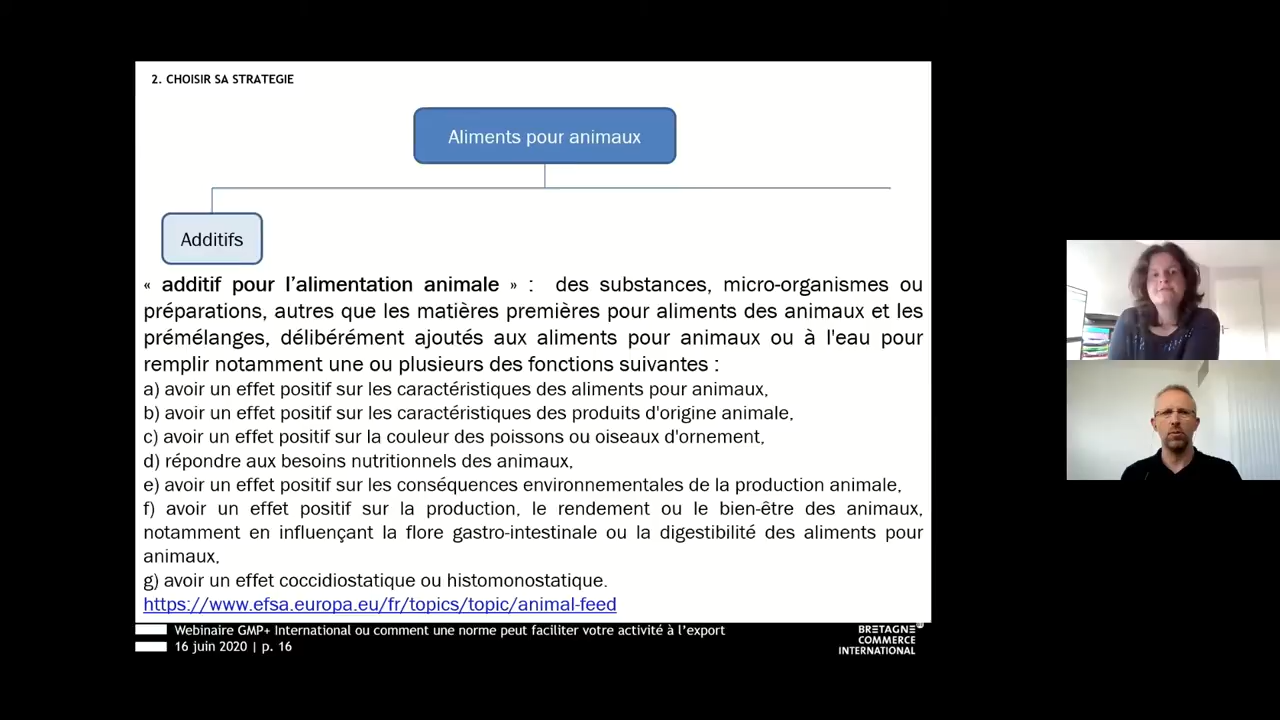 2. CHOISIR SA STRATEGIE
Aliments pour animaux
Additifs
« additif pour l’alimentation animale » : des substances, micro-organismes ou
préparations, autres que les matières premières pour aliments des animaux et les
prémélanges, délibérément ajoutés aux aliments pour animaux ou à l'eau pour
remplir notamment une ou plusieurs des fonctions suivantes :
a) avoir un effet positif sur les caractéristiques des aliments pour animaux,
b) avoir un effet positif sur les caractéristiques des produits d'origine animale,
c) avoir un effet positif sur la couleur des poissons ou oiseaux d'ornement,
d) répondre aux besoins nutritionnels des animaux,
e) avoir un effet positif sur les conséquences environnementales de la production animale,
f) avoir un effet positif sur la production, le rendement ou le bien-être des animaux,
notamment en influençant la flore gastro-intestinale ou la digestibilité des aliments pour
animaux,
g) avoir un effet coccidiostatique ou histomonostatique.
https://www.efsa.europa.eu/fr/topics/topic/animal-feed
Webinaire GMP+ International ou comment une norme peut faciliter votre activité à l’export
16 juin 2020 | p. 16
BRETAGNE®
COMMERCE
INTERNATIONAL